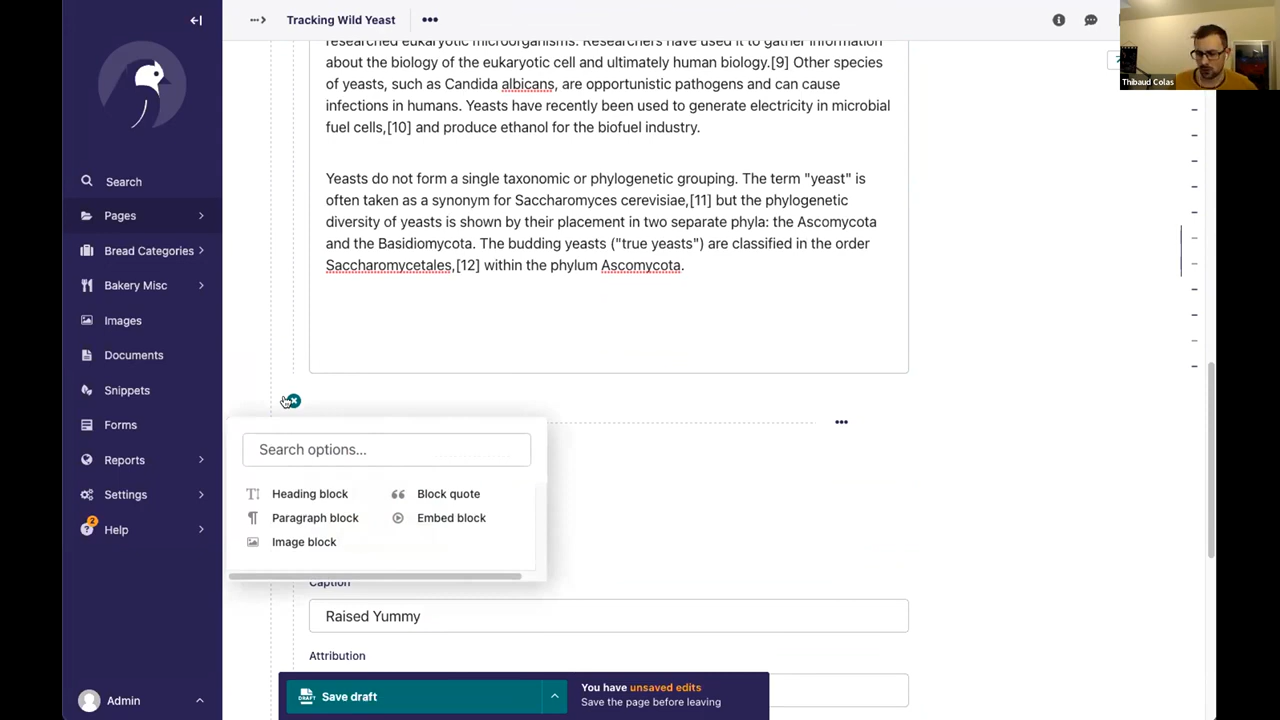 Tracking Wild Yeast
researched eukaryotic microorganisms. Researchers have used it to gather information
about the biology of the eukaryotic cell and ultimately human biology.[9] Other species
of yeasts, such as Candida albicans, are opportunistic pathogens and can cause
infections in humans. Yeasts have recently been used to generate electricity in microbial
fuel cells,[10] and produce ethanol for the biofuel industry.
Yeasts do not form a single taxonomic or phylogenetic grouping. The term "yeast" is
often taken as a synonym for Saccharomyces cerevisiae,[11] but the phylogenetic
diversity of yeasts is shown by their placement in two separate phyla: the Ascomycota
and the Basidiomycota. The budding yeasts ("true yeasts") are classified in the order
Saccharomycetales,[12] within the phylum Ascomycota.
Search
Pages
Bread Categories
Bakery Misc
Images
Documents
Snippets
Forms
Reports
Settings
2
Help
Admin
Search options...
Heading block
Block quote
Paragraph block
Embed block
Image block
Caption
Raised Yummy
Attribution
DRAFT
Save draft
You have unsaved edits
Save the page before leaving
Thibaud Colas